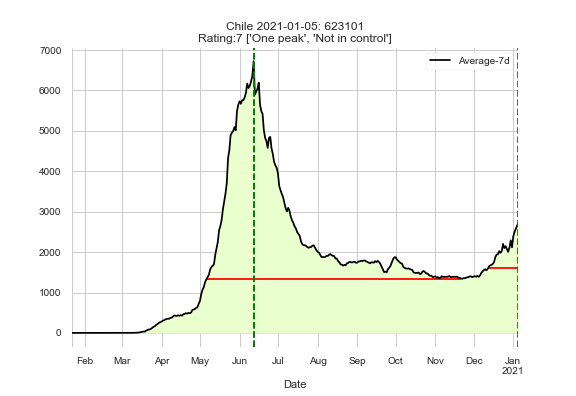 Chile 2021-01-05: 623101
Rating:7 ['One peak', 'Not in control']
Average-7d
7000
6000
5000
4000
3000
2000
1000
0
Feb Mar Apr May Jun Jul Aug Sep Oct Nov Dec Jan
2021
Date